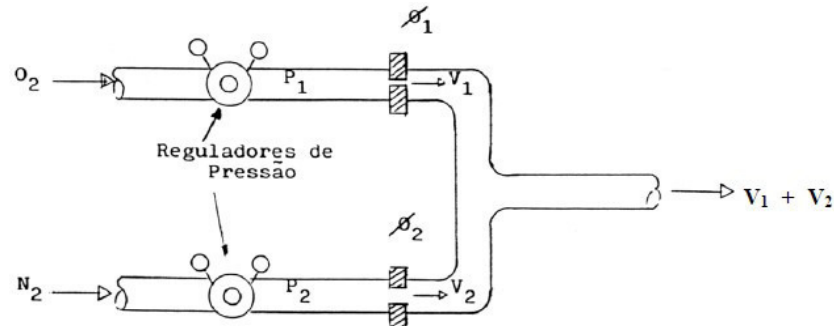 Ø1
O2
P1
V1
Reguladores de
Pressão
V1 + V2
Ø2
N2
P2
V2